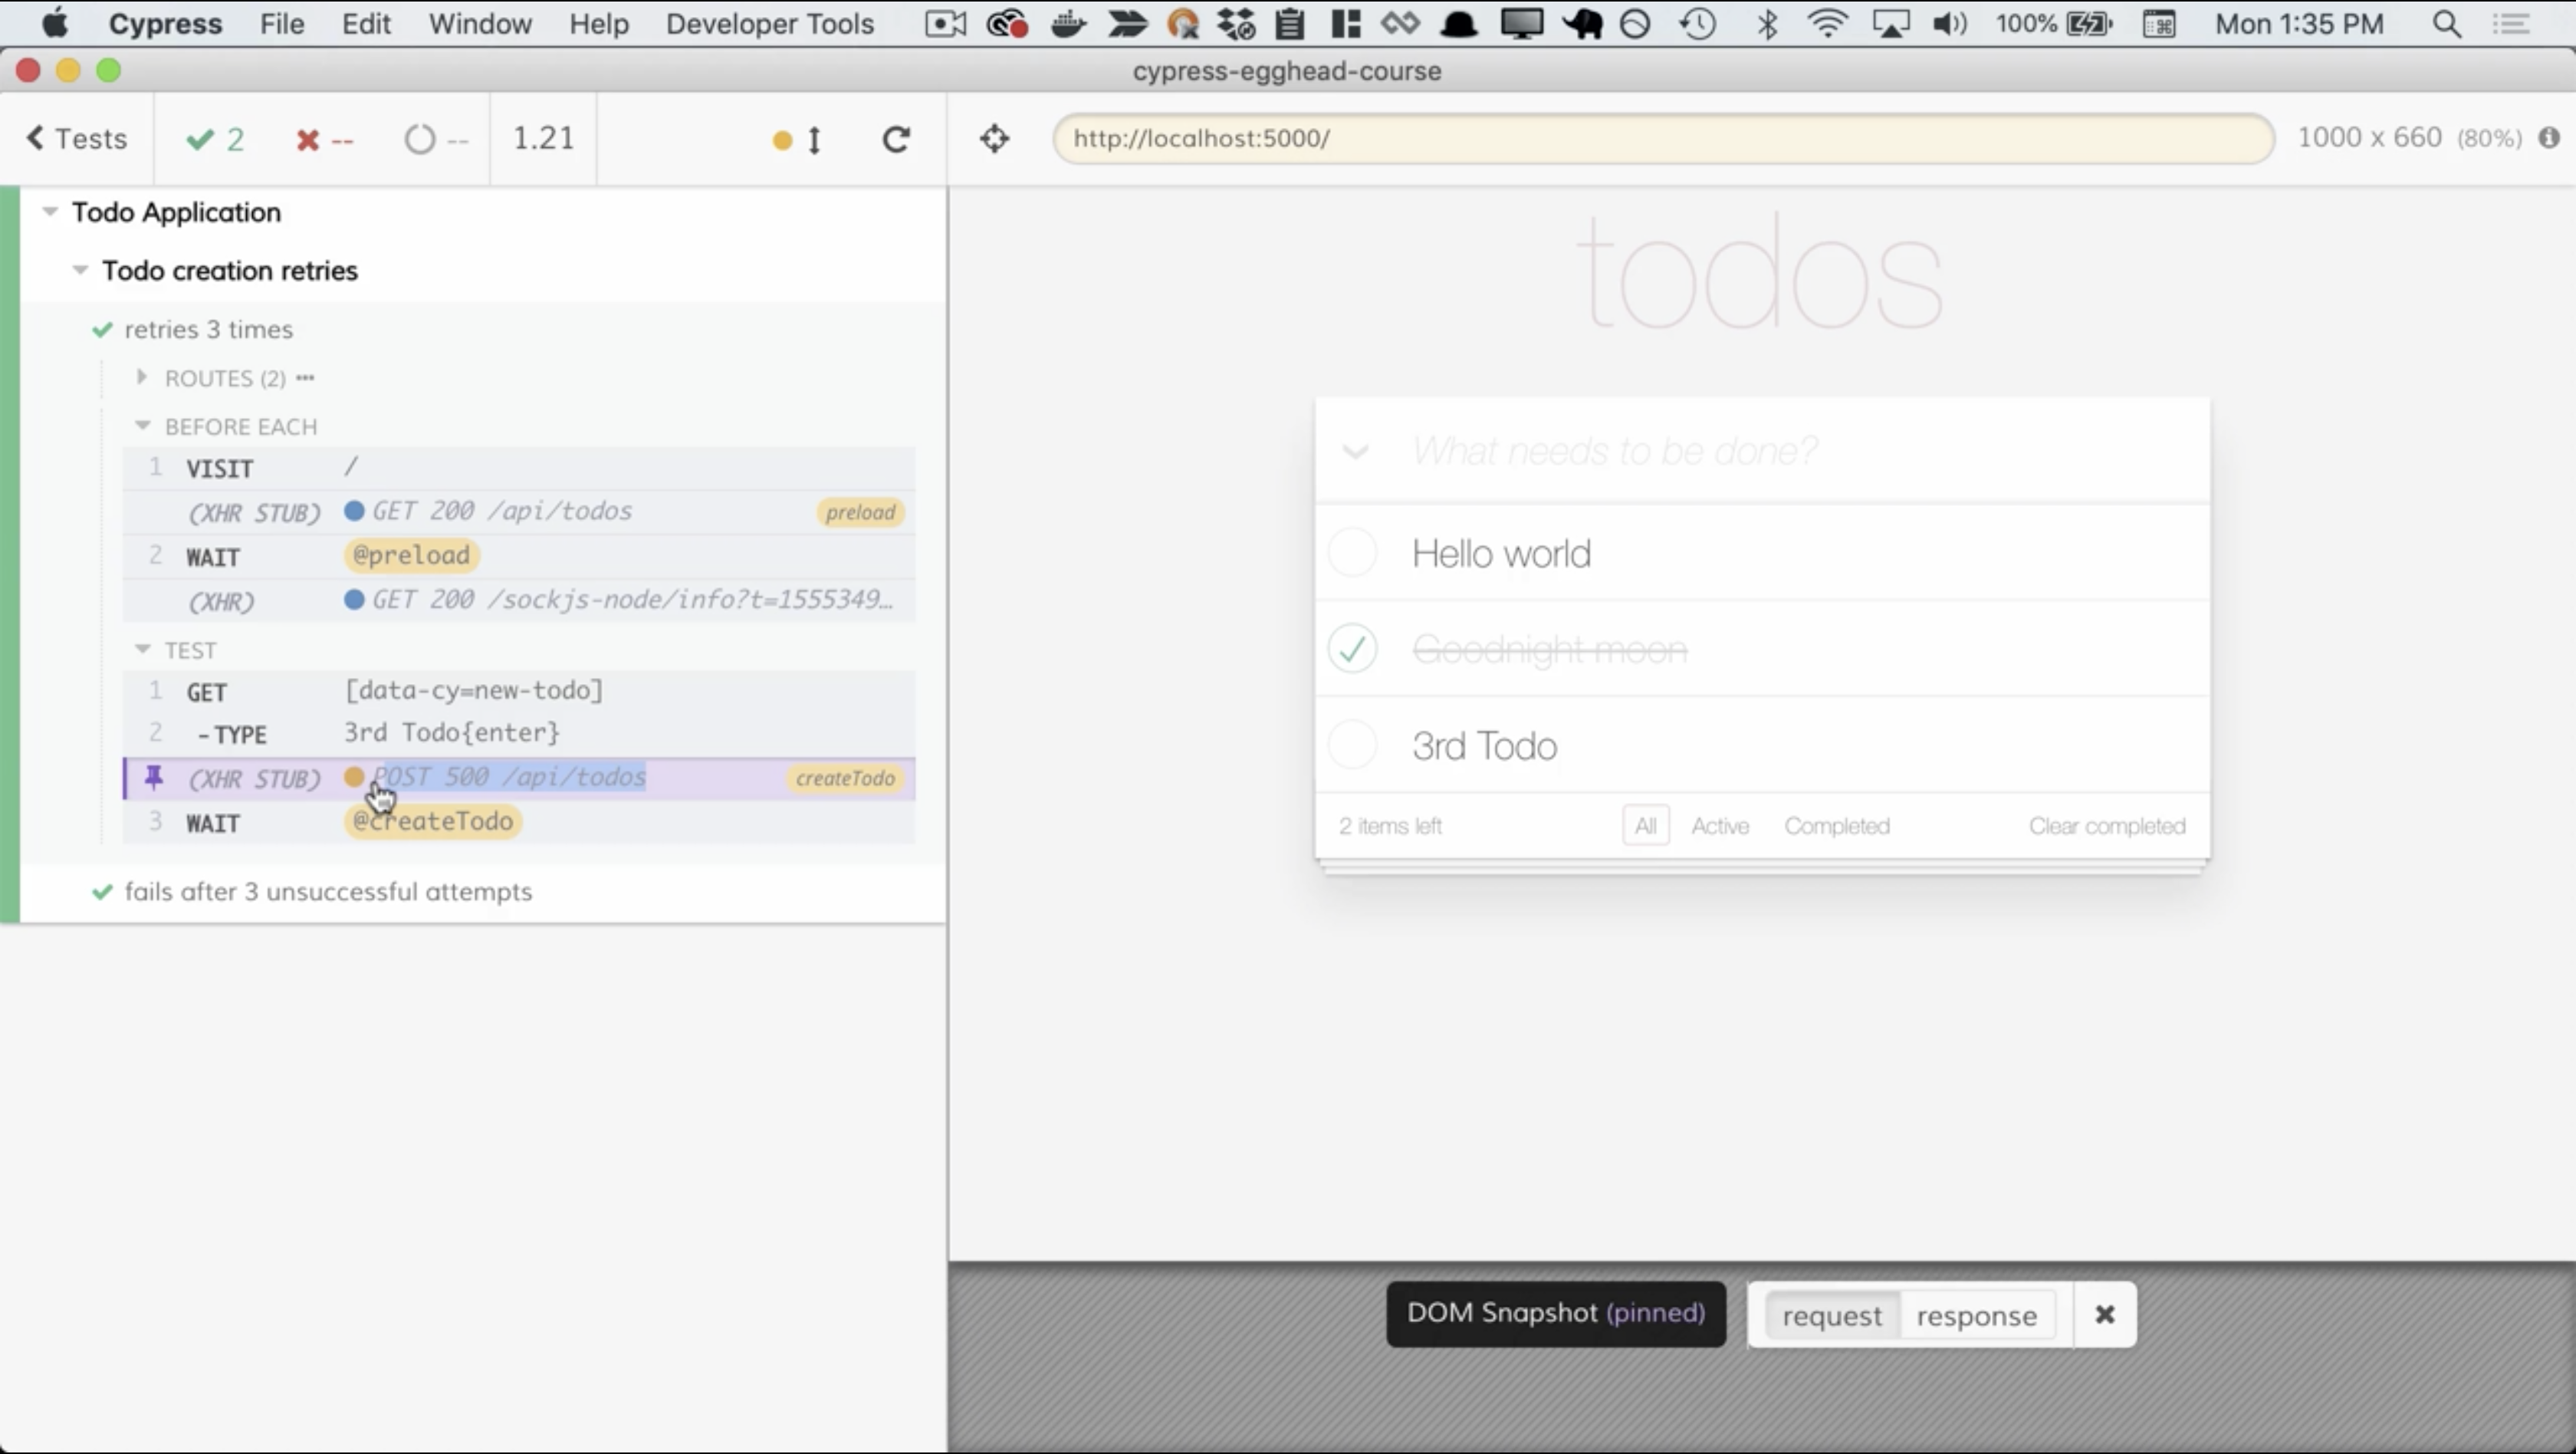 Cypress File Edit Window Help Developer Tools 100% Mon 1:35 PM
cypress-egghead-course
Tests 2 -- -- 1.21 http://localhost:5000/ 1000 x 660 (80%)
Todo Application
Todo creation retries
retries 3 times
ROUTES (2)
BEFORE EACH
1 VISIT /
(XHR STUB) GET 200 /api/todos preload
2 WAIT @preload
(XHR) GET 200 /sockjs-node/info?t=1555349…
TEST
1 GET [data-cy=new-todo]
2 -TYPE 3rd Todo{enter}
(XHR STUB) POST 500 /api/todos createTodo
3 WAIT @createTodo
fails after 3 unsuccessful attempts
todos
What needs to be done?
Hello world
Goodnight moon
3rd Todo
2 items left All Active Completed Clear completed
DOM Snapshot (pinned) request response